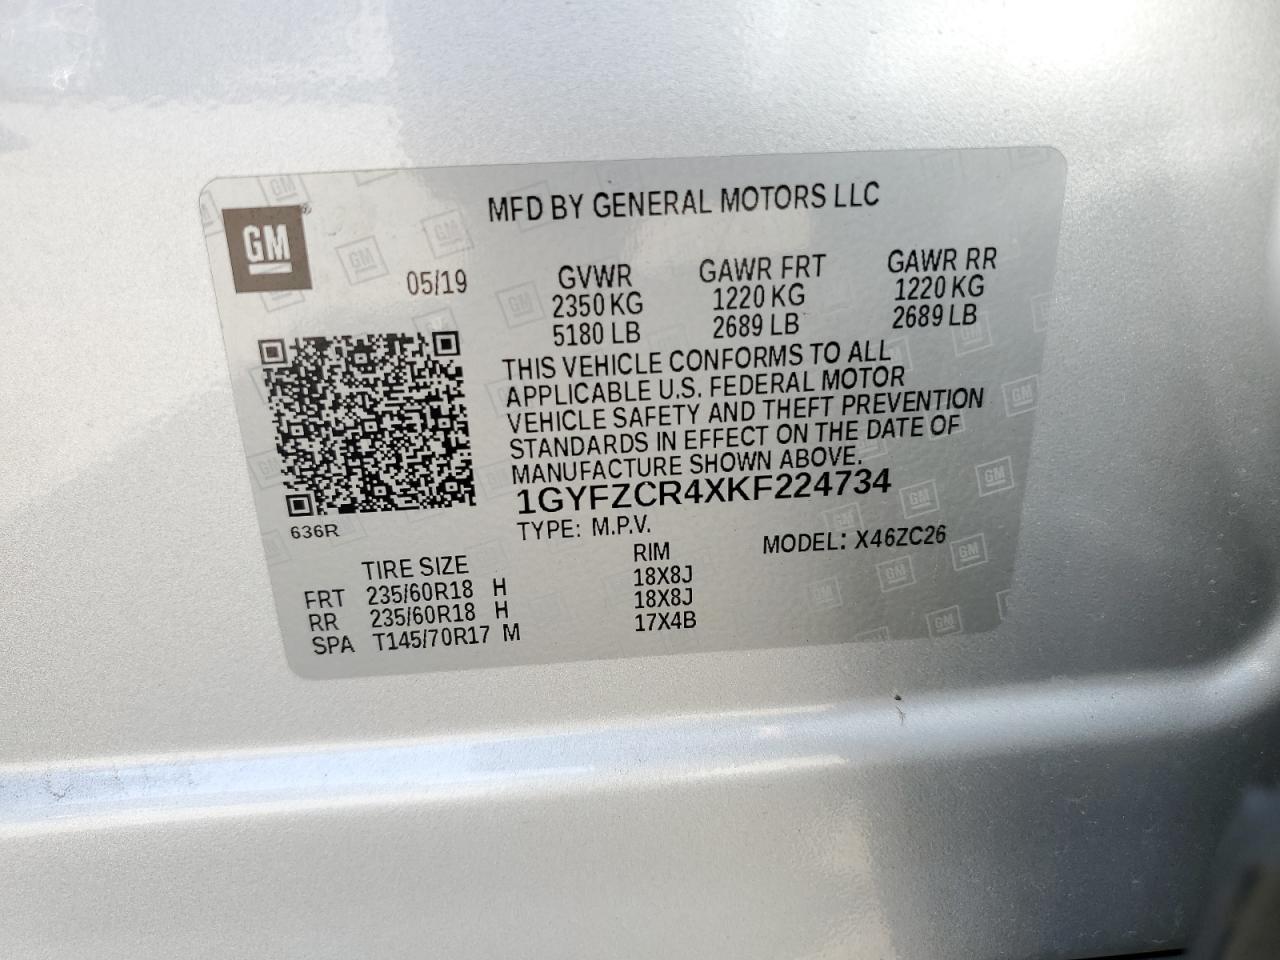 GM
MFD BY GENERAL MOTORS LLC
05/19
GVWR GAWR FRT GAWR RR
2350 KG 1220 KG 1220 KG
5180 LB 2689 LB 2689 LB
THIS VEHICLE CONFORMS TO ALL
APPLICABLE U.S. FEDERAL MOTOR
VEHICLE SAFETY AND THEFT PREVENTION
STANDARDS IN EFFECT ON THE DATE OF
MANUFACTURE SHOWN ABOVE.
1GYFZCR4XKF224734
636R
TYPE: M.P.V. MODEL: X46ZC26
TIRE SIZE RIM
FRT 235/60R18 H 18X8J
RR 235/60R18 H 18X8J
SPA T145/70R17 M 17X4B